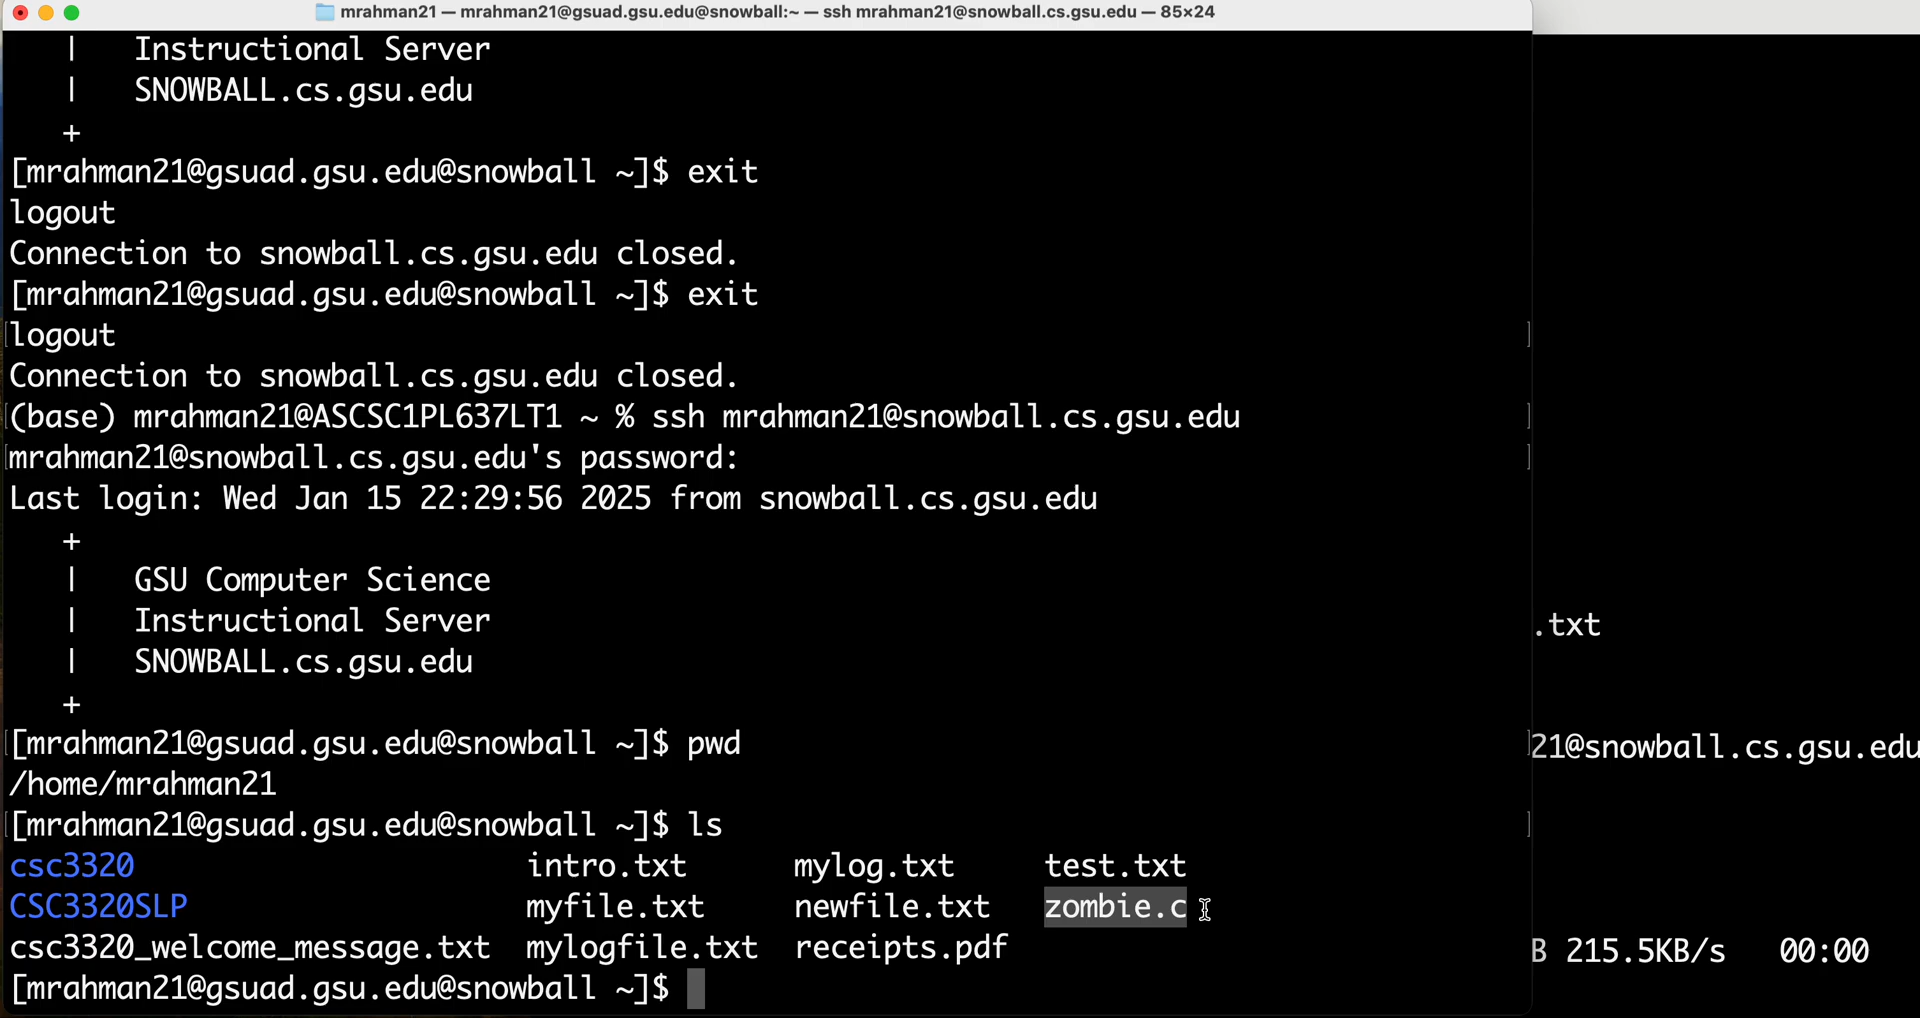 mrahman21 — mrahman21@gsuad.gsu.edu@snowball:~ — ssh mrahman21@snowball.cs.gsu.edu — 85×24
|   Instructional Server
|   SNOWBALL.cs.gsu.edu
+
[mrahman21@gsuad.gsu.edu@snowball ~]$ exit
logout
Connection to snowball.cs.gsu.edu closed.
[mrahman21@gsuad.gsu.edu@snowball ~]$ exit
logout
Connection to snowball.cs.gsu.edu closed.
(base) mrahman21@ASCSC1PL637LT1 ~ % ssh mrahman21@snowball.cs.gsu.edu
mrahman21@snowball.cs.gsu.edu's password:
Last login: Wed Jan 15 22:29:56 2025 from snowball.cs.gsu.edu
+
|   GSU Computer Science
|   Instructional Server
|   SNOWBALL.cs.gsu.edu
+
[mrahman21@gsuad.gsu.edu@snowball ~]$ pwd
/home/mrahman21
[mrahman21@gsuad.gsu.edu@snowball ~]$ ls
csc3320                      intro.txt      mylog.txt     test.txt
CSC3320SLP                   myfile.txt     newfile.txt   zombie.c
csc3320_welcome_message.txt  mylogfile.txt  receipts.pdf
[mrahman21@gsuad.gsu.edu@snowball ~]$
.txt
21@snowball.cs.gsu.edu
B 215.5KB/s   00:00